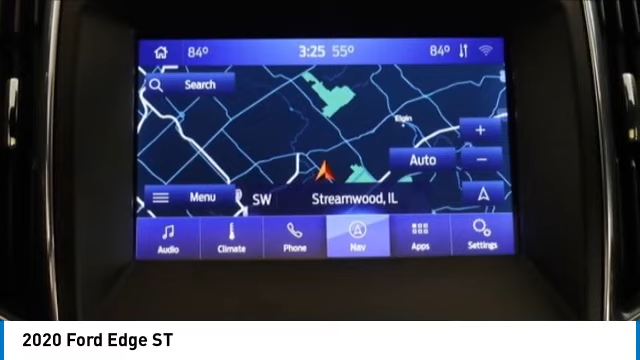 84° 3:25 55° 84°
Search
Elgin
+
Auto
−
Menu SW Streamwood, IL
Audio Climate Phone Nav Apps Settings
2020 Ford Edge ST